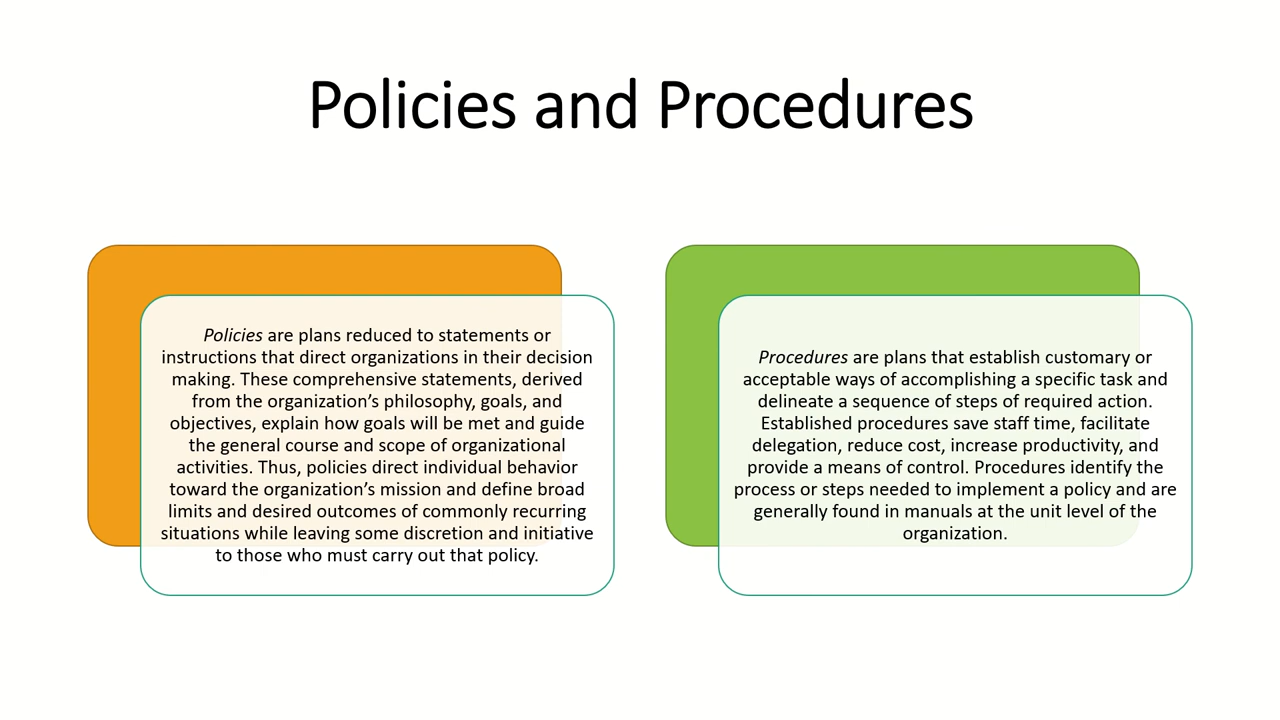 Policies and Procedures
Policies are plans reduced to statements or
instructions that direct organizations in their decision
making. These comprehensive statements, derived
from the organization’s philosophy, goals, and
objectives, explain how goals will be met and guide
the general course and scope of organizational
activities. Thus, policies direct individual behavior
toward the organization’s mission and define broad
limits and desired outcomes of commonly recurring
situations while leaving some discretion and initiative
to those who must carry out that policy.
Procedures are plans that establish customary or
acceptable ways of accomplishing a specific task and
delineate a sequence of steps of required action.
Established procedures save staff time, facilitate
delegation, reduce cost, increase productivity, and
provide a means of control. Procedures identify the
process or steps needed to implement a policy and are
generally found in manuals at the unit level of the
organization.